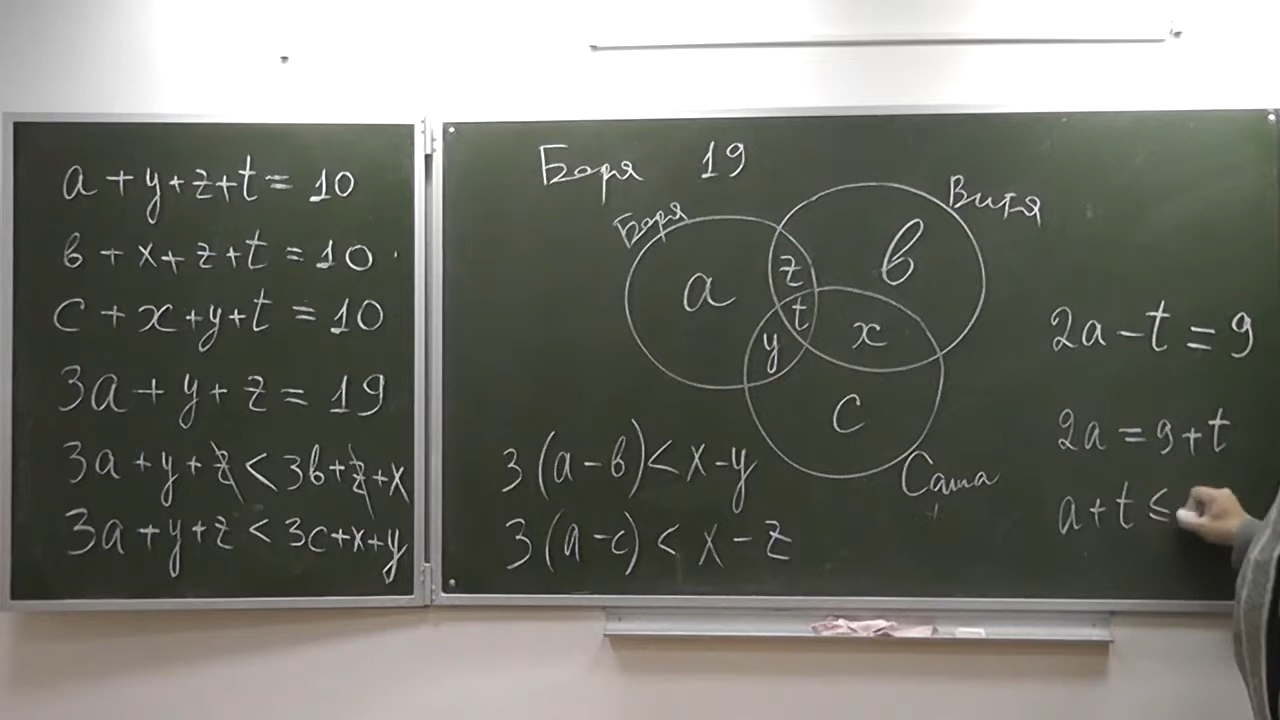 a + y + z + t = 10
в + x + z + t = 10
c + x + y + t = 10
3a + y + z = 19
3a + y + z < 3в + z + x
3a + y + z < 3c + x + y
Боря 19
Боря
Витя
a
z
в
t
y
x
c
Саша
3(a - в) < x - y
3(a - c) < x - z
2a - t = 9
2a = 9 + t
a + t ≤